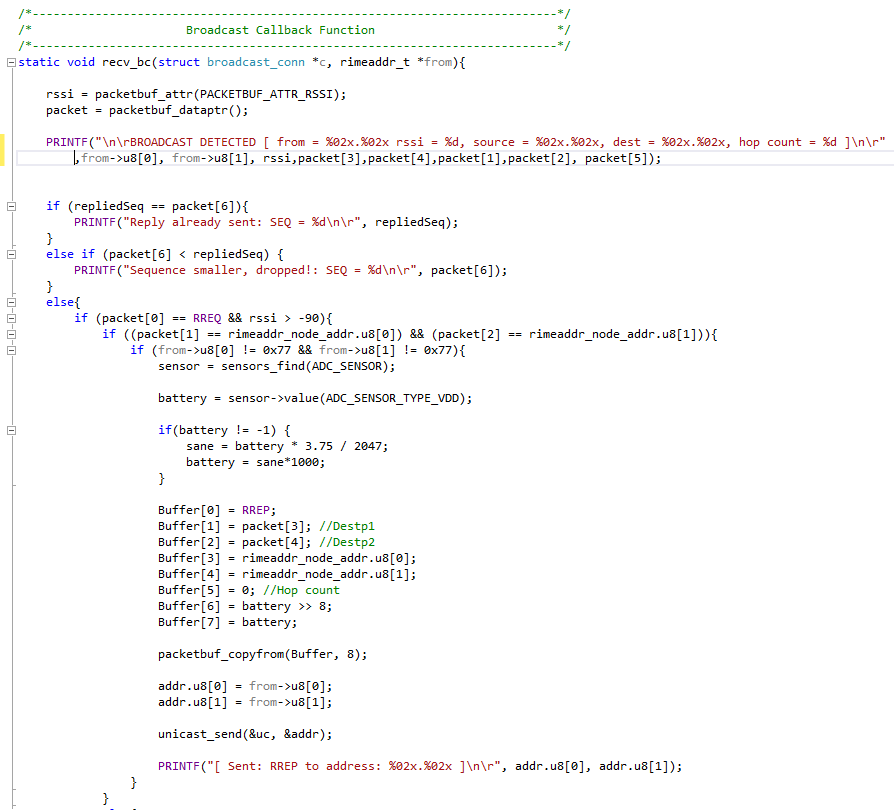 /*---------------------------------------------------------------------------*/
/*                      Broadcast Callback Function                          */
/*---------------------------------------------------------------------------*/
static void recv_bc(struct broadcast_conn *c, rimeaddr_t *from){
    rssi = packetbuf_attr(PACKETBUF_ATTR_RSSI);
    packet = packetbuf_dataptr();
    PRINTF("\n\rBROADCAST DETECTED [ from = %02x.%02x rssi = %d, source = %02x.%02x, dest = %02x.%02x, hop count = %d ]\n\r"
        ,from->u8[0], from->u8[1], rssi,packet[3],packet[4],packet[1],packet[2], packet[5]);
    if (repliedSeq == packet[6]){
        PRINTF("Reply already sent: SEQ = %d\n\r", repliedSeq);
    }
    else if (packet[6] < repliedSeq) {
        PRINTF("Sequence smaller, dropped!: SEQ = %d\n\r", packet[6]);
    }
    else{
        if (packet[0] == RREQ && rssi > -90){
            if ((packet[1] == rimeaddr_node_addr.u8[0]) && (packet[2] == rimeaddr_node_addr.u8[1])){
                if (from->u8[0] != 0x77 && from->u8[1] != 0x77){
                    sensor = sensors_find(ADC_SENSOR);
                    battery = sensor->value(ADC_SENSOR_TYPE_VDD);
                    if(battery != -1) {
                        sane = battery * 3.75 / 2047;
                        battery = sane*1000;
                    }
                    Buffer[0] = RREP;
                    Buffer[1] = packet[3]; //Destp1
                    Buffer[2] = packet[4]; //Destp2
                    Buffer[3] = rimeaddr_node_addr.u8[0];
                    Buffer[4] = rimeaddr_node_addr.u8[1];
                    Buffer[5] = 0; //Hop count
                    Buffer[6] = battery >> 8;
                    Buffer[7] = battery;
                    packetbuf_copyfrom(Buffer, 8);
                    addr.u8[0] = from->u8[0];
                    addr.u8[1] = from->u8[1];
                    unicast_send(&uc, &addr);
                    PRINTF("[ Sent: RREP to address: %02x.%02x ]\n\r", addr.u8[0], addr.u8[1]);
                }
            }